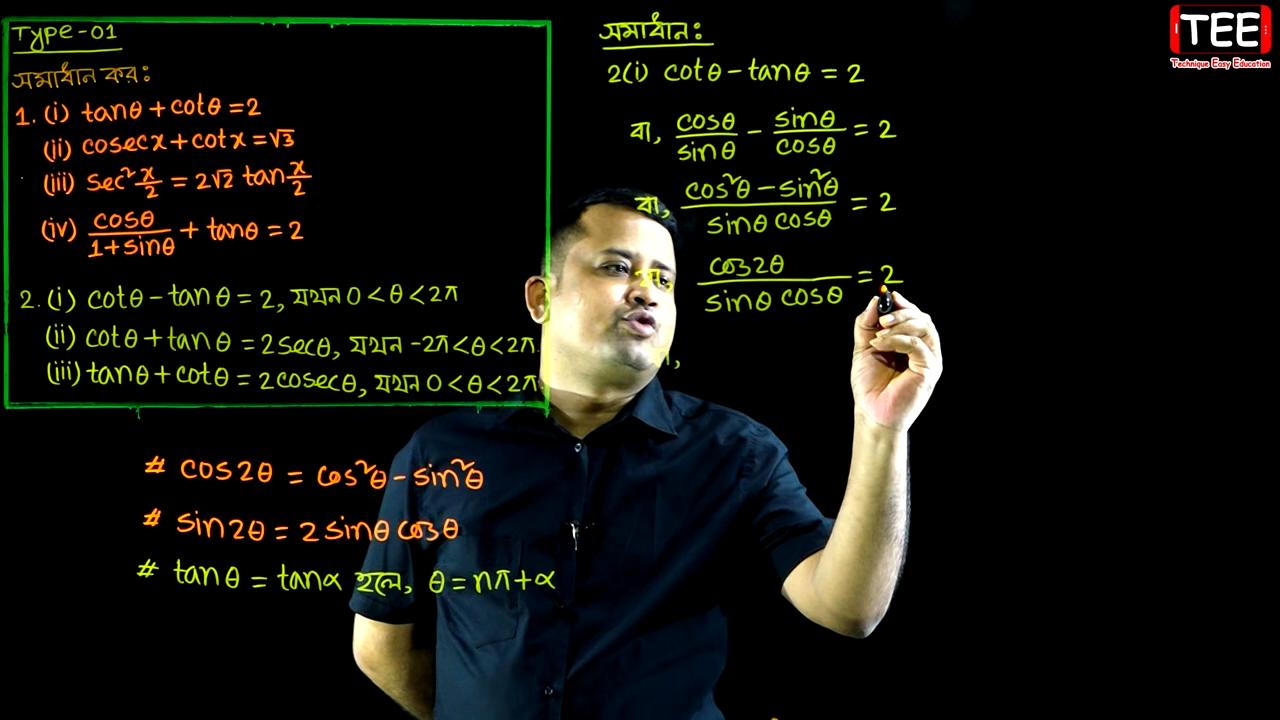 Type-01
সমাধান কর:
1. (i) tanθ + cotθ = 2
(ii) cosecx + cotx = √3
(iii) sec² x/2 = 2√2 tan x/2
(iv) cosθ/1+sinθ + tanθ = 2
2. (i) cotθ - tanθ = 2, যখন 0 < θ < 2π
(ii) cotθ + tanθ = 2secθ, যখন -2π < θ < 2π
(iii) tanθ + cotθ = 2cosecθ, যখন 0 < θ < 2π
# cos2θ = cos²θ - sin²θ
# sin2θ = 2sinθ cosθ
# tanθ = tanα হলে, θ = nπ + α
সমাধান:
2(i) cotθ - tanθ = 2
বা, cosθ/sinθ - sinθ/cosθ = 2
বা, cos²θ - sin²θ/sinθ cosθ = 2
cos2θ/sinθ cosθ = 2
TEE
Technique Easy Education